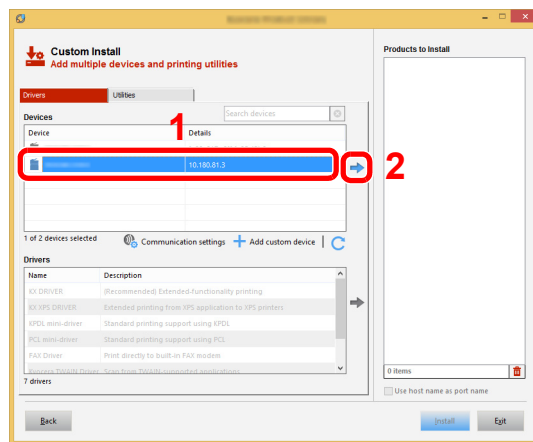 Custom Install
Add multiple devices and printing utilities
Products to Install
Drivers
Utilities
Devices
Search devices
1
Device
Details
10.180.81.3
2
1 of 2 devices selected
Communication settings
Add custom device
Drivers
Name
Description
KX DRIVER
(Recommended) Extended-functionality printing
KX XPS DRIVER
Extended printing from XPS application to XPS printers
KPDL mini-driver
Standard printing support using KPDL
PCL mini-driver
Standard printing support using PCL
FAX Driver
Print directly to built-in FAX modem
Kyocera TWAIN Driver
Scan from TWAIN-supported applications
7 drivers
0 items
Use host name as port name
Back
Install
Exit